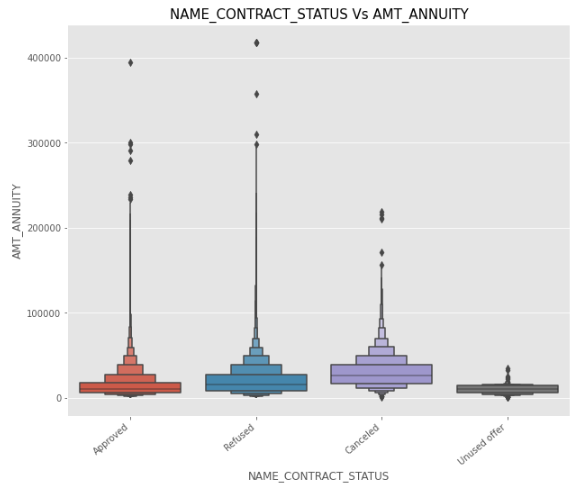 NAME_CONTRACT_STATUS Vs AMT_ANNUITY
400000
300000
200000
100000
0
AMT_ANNUITY
Approved
Refused
Canceled
Unused offer
NAME_CONTRACT_STATUS